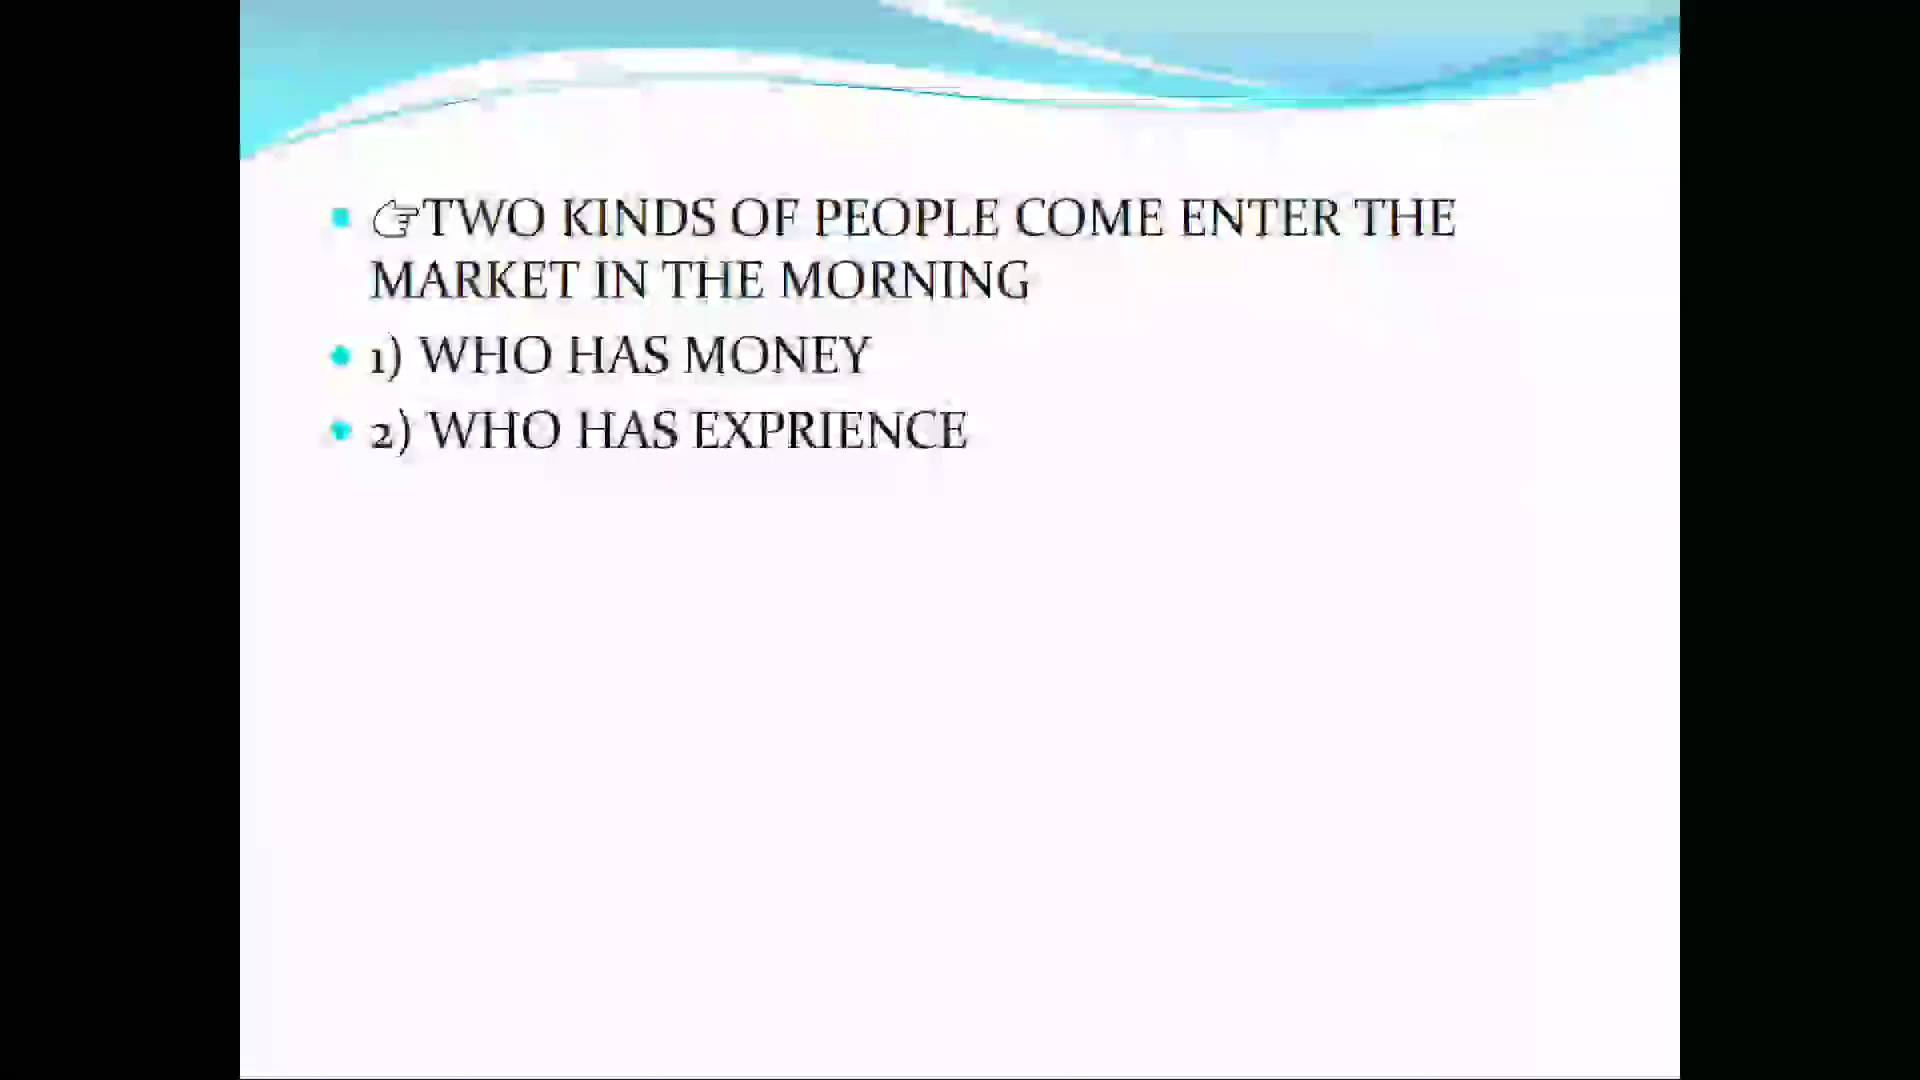 • ☞TWO KINDS OF PEOPLE COME ENTER THE
MARKET IN THE MORNING
• 1) WHO HAS MONEY
• 2) WHO HAS EXPRIENCE